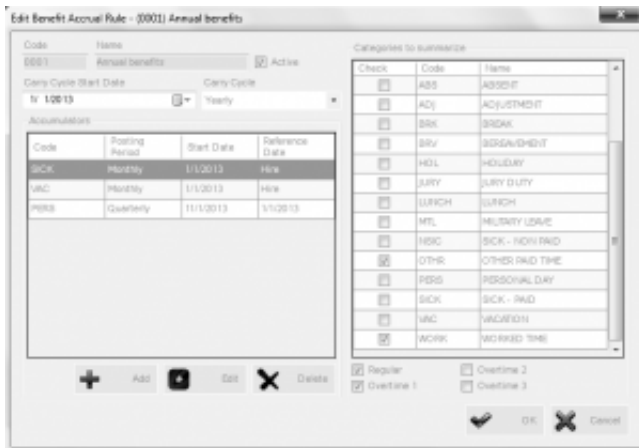 Edit Benefit Accrual Rule - (0001) Annual benefits
Code Name
0001 Annual benefits Active
Carry Cycle Start Date Carry Cycle
1/ 1/2013 Yearly
Accumulators
Code Posting Period Start Date Reference Date
SICK Monthly 1/1/2013 Hire
VAC Monthly 1/1/2013 Hire
PERS Quarterly 11/1/2013 1/1/2013
Add Edit Delete
Categories to summarize
Check Code Name
ABS ABSENT
ADJ ADJUSTMENT
BRK BREAK
BRV BEREAVEMENT
HOL HOLIDAY
JURY JURY DUTY
LUNCH LUNCH
MTL MILITARY LEAVE
NSIC SICK - NON PAID
OTHR OTHER PAID TIME
PERS PERSONAL DAY
SICK SICK - PAID
VAC VACATION
WORK WORKED TIME
Regular Overtime 2
Overtime 1 Overtime 3
OK Cancel